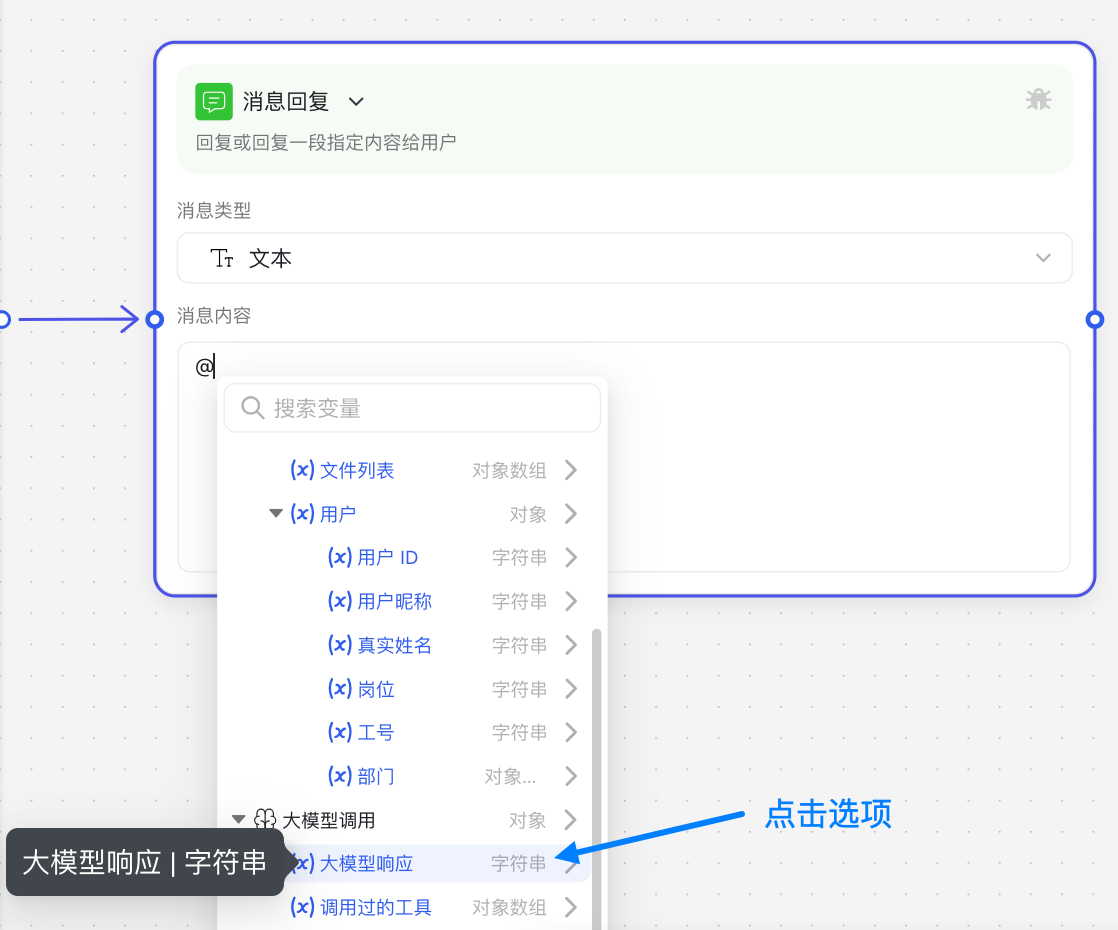 消息回复
回复或回复一段指定内容给用户
消息类型
Tт 文本
消息内容
@
搜索变量
(x) 文件列表 对象数组
(x) 用户 对象
(x) 用户 ID 字符串
(x) 用户昵称 字符串
(x) 真实姓名 字符串
(x) 岗位 字符串
(x) 工号 字符串
(x) 部门 对象...
点击选项
大模型调用 对象
大模型响应 | 字符串
(x) 大模型响应 字符串
(x) 调用过的工具 对象数组